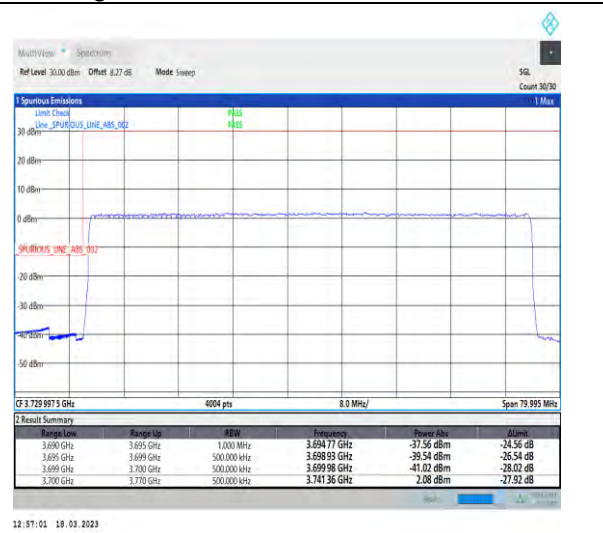 MultiView Spectrum
Ref Level 30.00 dBm Offset 8.27 dB Mode Sweep SGL
Count 30/30
1 Spurious Emissions 1 Max
Limit Check PASS
Line _SPURIOUS_LINE_ABS_002 PASS
30 dBm
20 dBm
10 dBm
0 dBm
SPURIOUS_LINE_ABS_002
-20 dBm
-30 dBm
-40 dBm
-50 dBm
CF 3.729 997 5 GHz 4004 pts 8.0 MHz/ Span 79.995 MHz
2 Result Summary
Range Low Range Up RBW Frequency Power Abs ΔLimit
3.690 GHz 3.695 GHz 1.000 MHz 3.694 77 GHz -37.56 dBm -24.56 dB
3.695 GHz 3.699 GHz 500.000 kHz 3.698 93 GHz -39.54 dBm -26.54 dB
3.699 GHz 3.700 GHz 500.000 kHz 3.699 98 GHz -41.02 dBm -28.02 dB
3.700 GHz 3.770 GHz 500.000 kHz 3.741 36 GHz 2.08 dBm -27.92 dB
12:57:01 18.03.2023